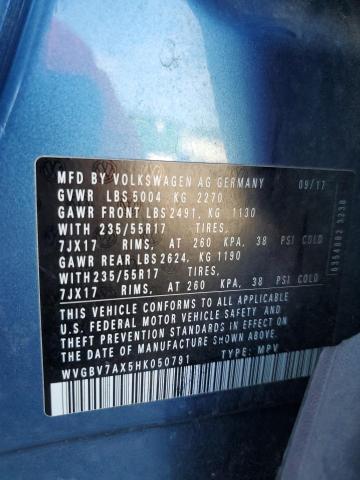 MFD BY VOLKSWAGEN AG GERMANY 09/17
GVWR LBS 5004, KG 2270
GAWR FRONT LBS 2491, KG 1130
WITH 235/55R17 TIRES,
7JX17 RIMS, AT 260 KPA, 38 PSI COLD
GAWR REAR LBS 2624, KG 1190
WITH 235/55R17 TIRES,
7JX17 RIMS, AT 260 KPA, 38 PSI COLD
THIS VEHICLE CONFORMS TO ALL APPLICABLE
U.S. FEDERAL MOTOR VEHICLE SAFETY AND
THEFT PREVENTION STANDARDS IN EFFECT
ON THE DATE OF MANUFACTURE SHOWN ABOVE
WVGBV7AX5HK050791 TYPE: MPV